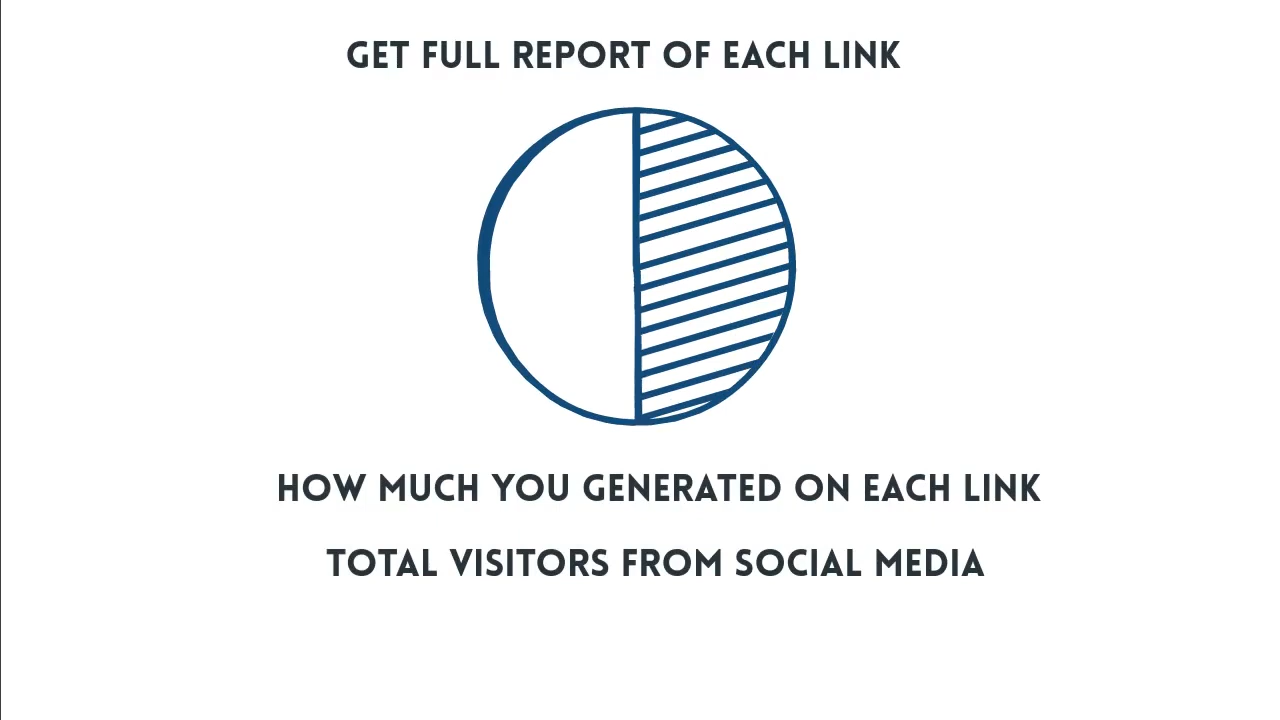 GET FULL REPORT OF EACH LINK
HOW MUCH YOU GENERATED ON EACH LINK
TOTAL VISITORS FROM SOCIAL MEDIA